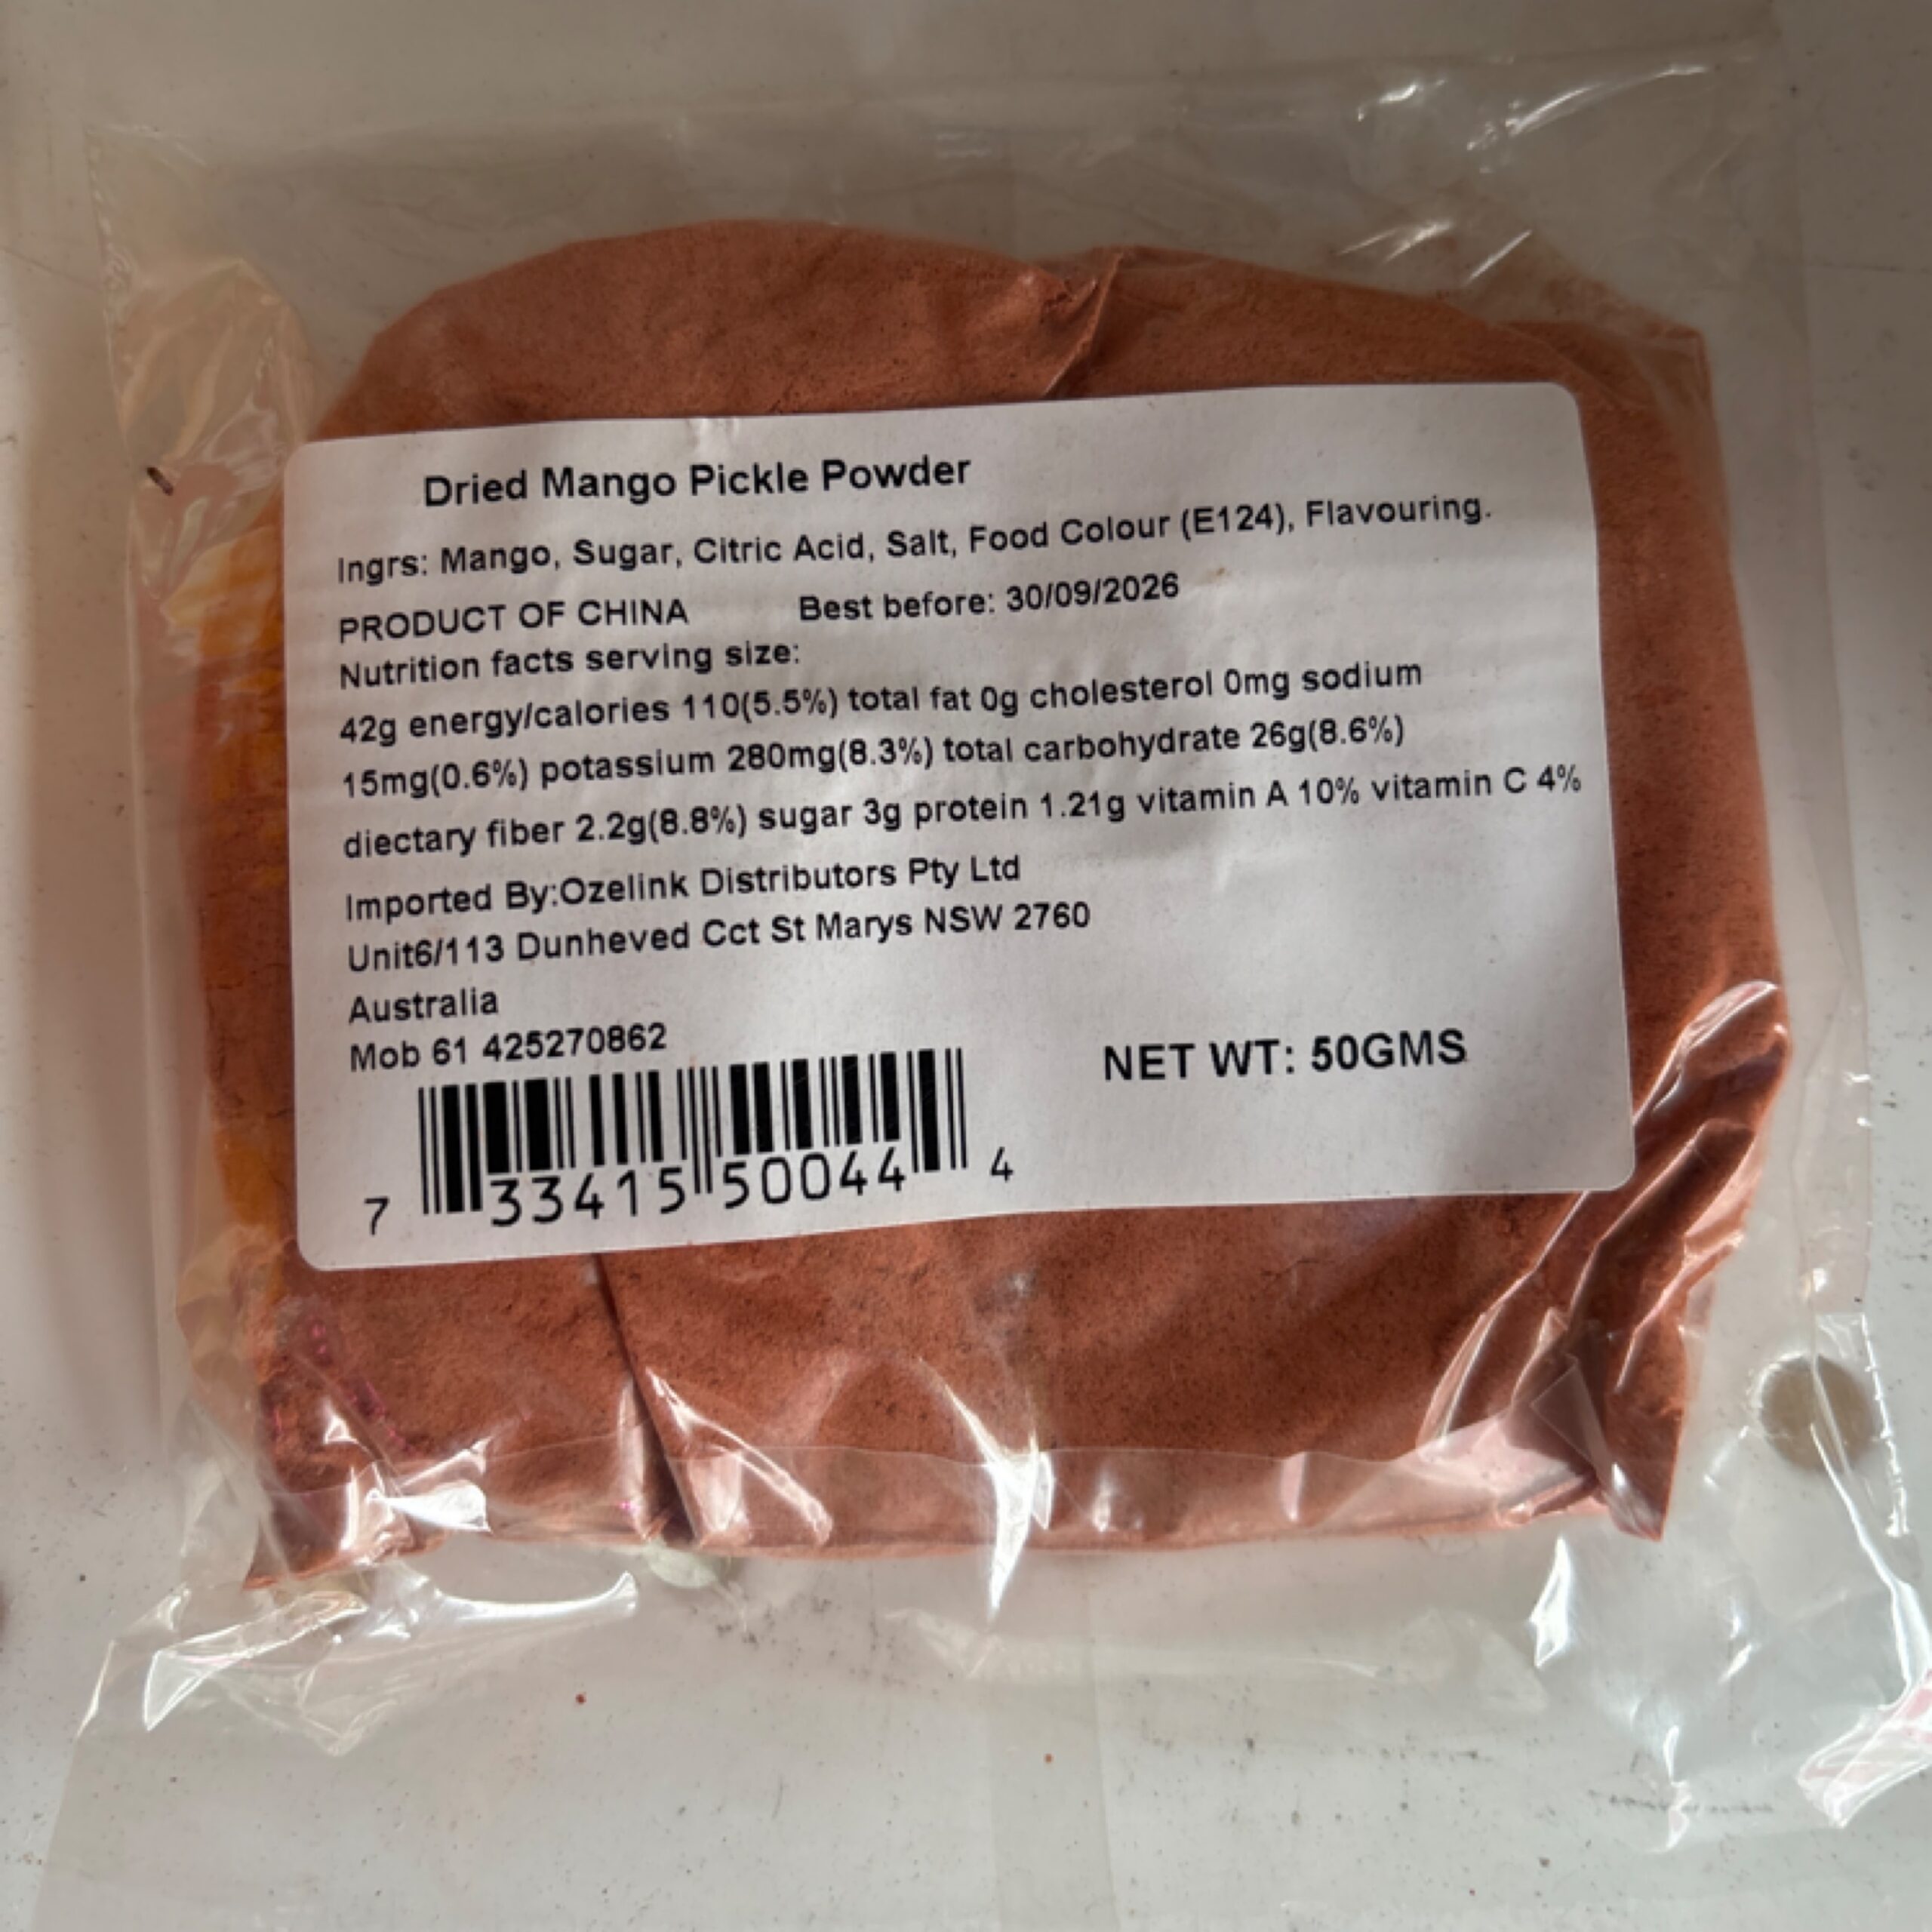 Dried Mango Pickle Powder
Ingrs: Mango, Sugar, Citric Acid, Salt, Food Colour (E124), Flavouring.
PRODUCT OF CHINA Best before: 30/09/2026
Nutrition facts serving size:
42g energy/calories 110(5.5%) total fat 0g cholesterol 0mg sodium
15mg(0.6%) potassium 280mg(8.3%) total carbohydrate 26g(8.6%)
diectary fiber 2.2g(8.8%) sugar 3g protein 1.21g vitamin A 10% vitamin C 4%
Imported By:Ozelink Distributors Pty Ltd
Unit6/113 Dunheved Cct St Marys NSW 2760
Australia
Mob 61 425270862
NET WT: 50GMS
7 33415 50044 4